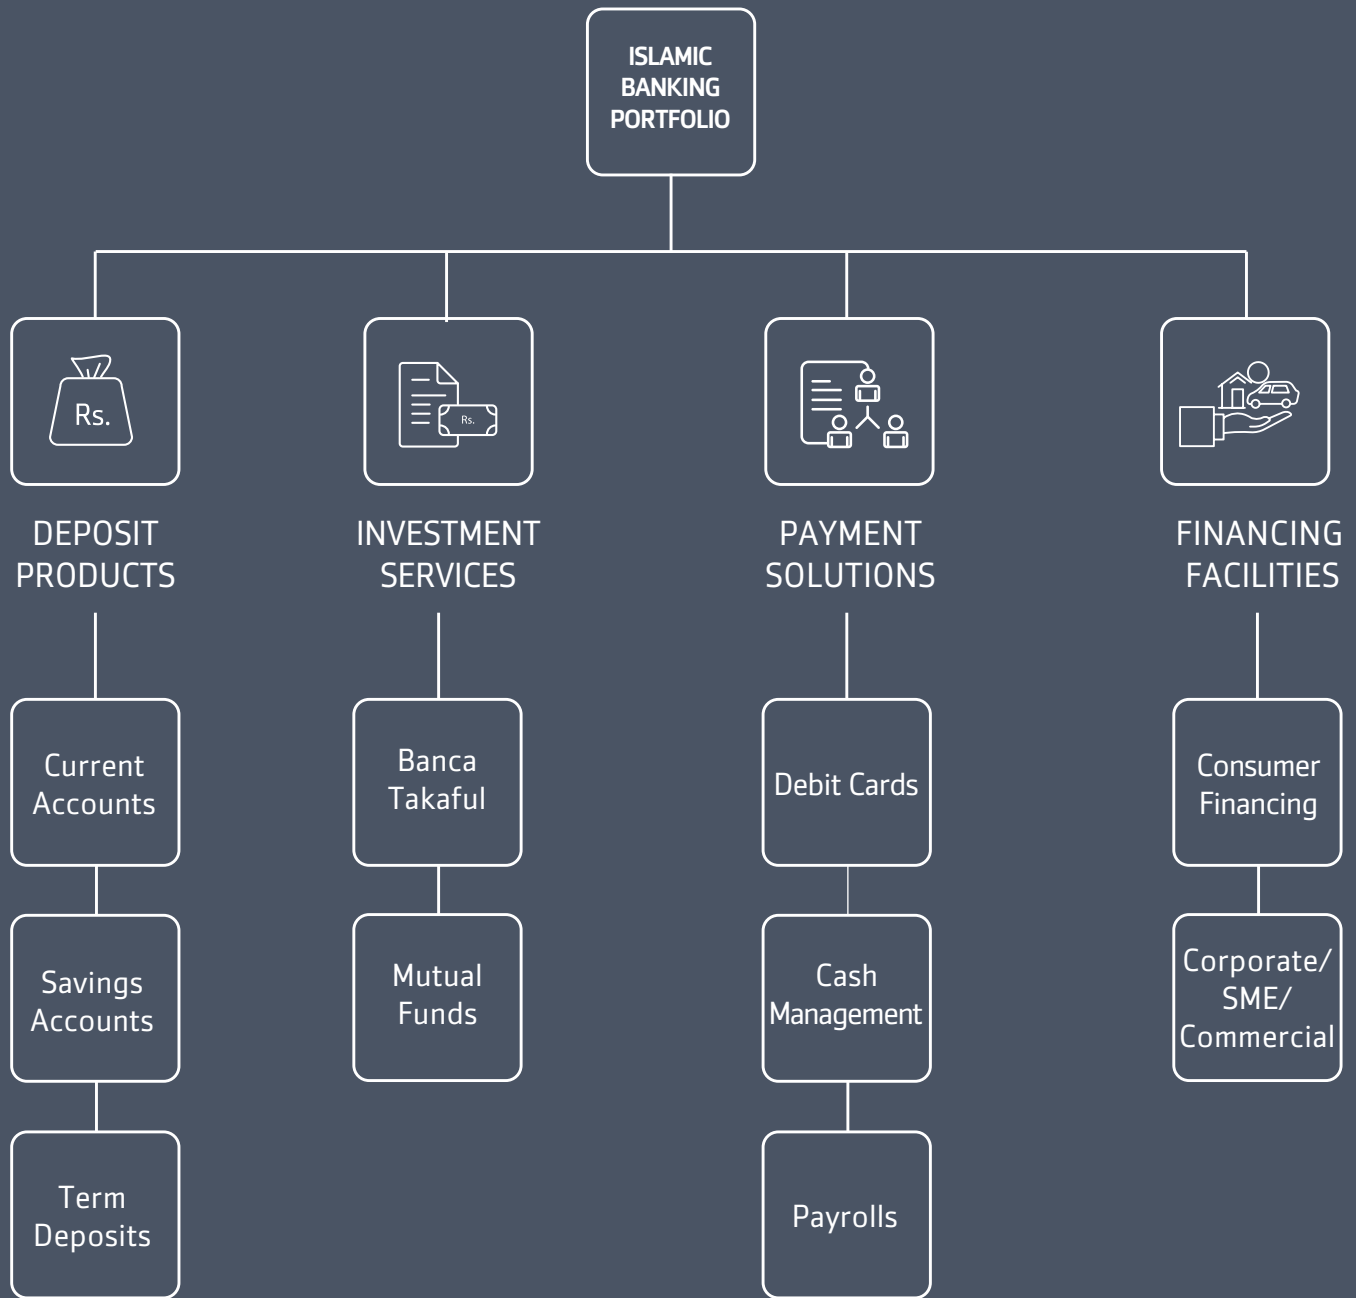 ISLAMIC
BANKING
PORTFOLIO
Rs.
Rs.
DEPOSIT
PRODUCTS
INVESTMENT
SERVICES
PAYMENT
SOLUTIONS
FINANCING
FACILITIES
Current
Accounts
Banca
Takaful
Debit Cards
Consumer
Financing
Savings
Accounts
Mutual
Funds
Cash
Management
Corporate/
SME/
Commercial
Term
Deposits
Payrolls